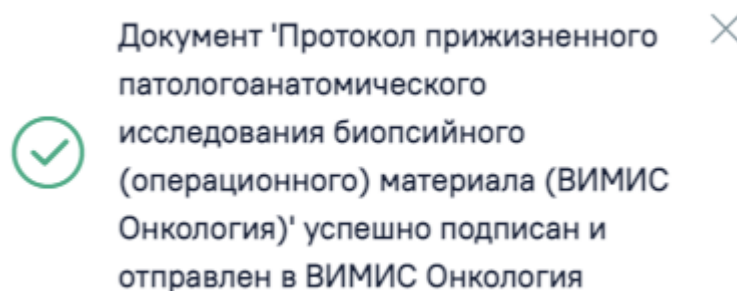 Документ 'Протокол прижизненного
патологоанатомического
исследования биопсийного
(операционного) материала (ВИМИС
Онкология)' успешно подписан и
отправлен в ВИМИС Онкология